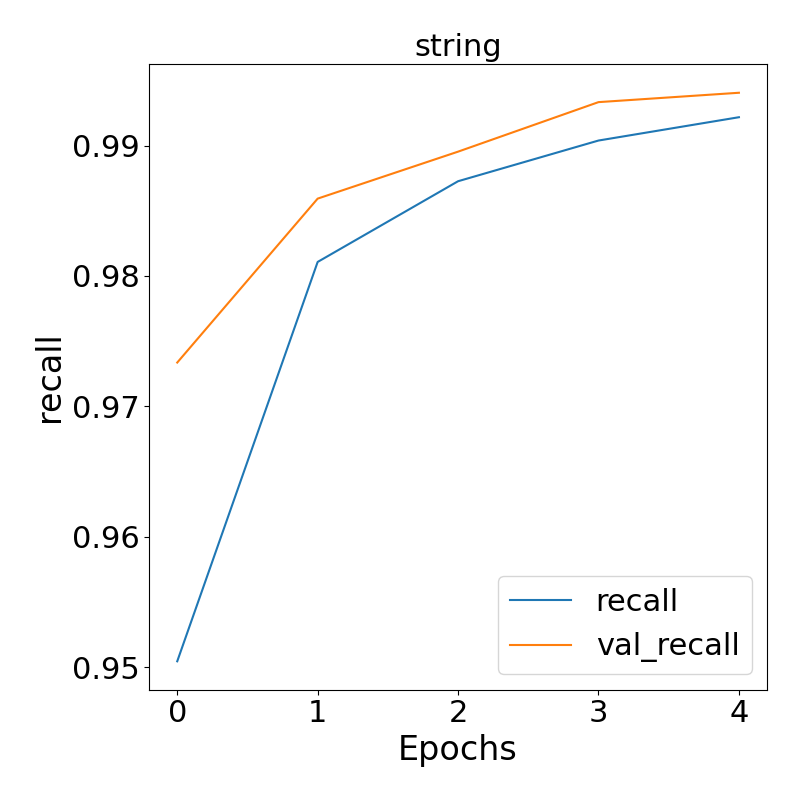 string
0.99
0.98
0.97
0.96
0.95
recall
0 1 2 3 4
Epochs
recall
val_recall